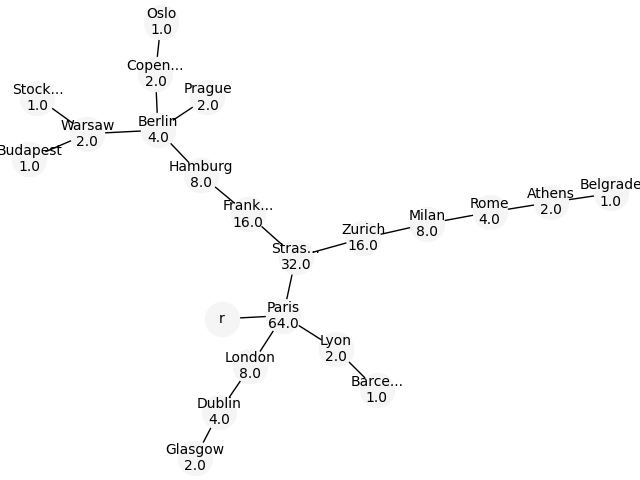 Oslo
1.0
Copen...
2.0
Stock...
1.0
Prague
2.0
Warsaw
2.0
Berlin
4.0
Budapest
1.0
Hamburg
8.0
Frank...
16.0
Stras...
32.0
Zurich
16.0
Milan
8.0
Rome
4.0
Athens
2.0
Belgrade
1.0
r
Paris
64.0
Lyon
2.0
London
8.0
Barce...
1.0
Dublin
4.0
Glasgow
2.0